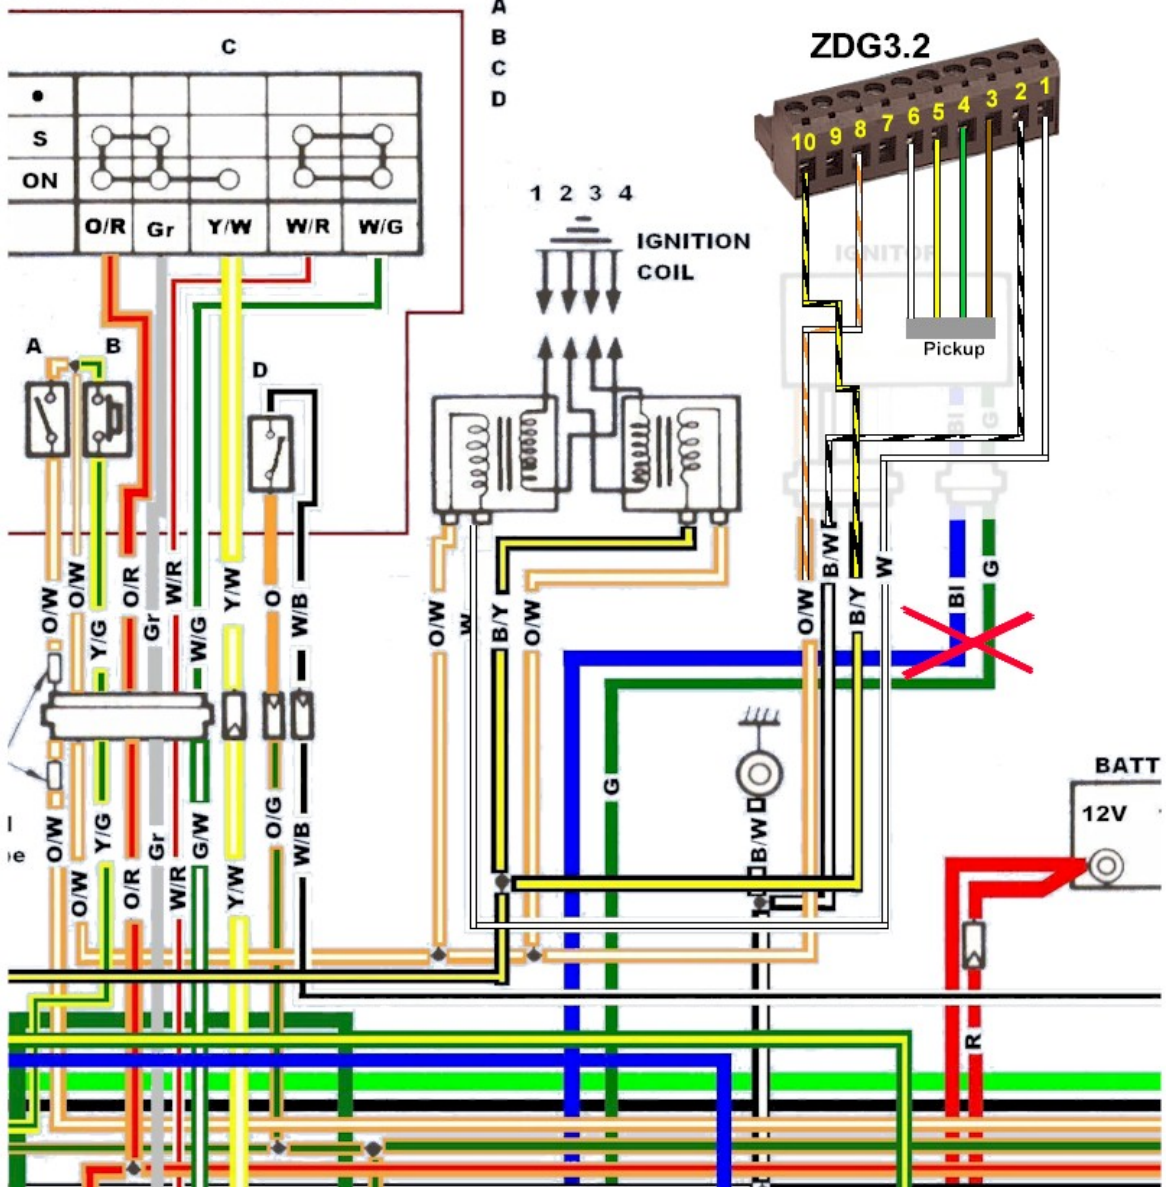 A
B
C
D
ZDG3.2
10 9 8 7 6 5 4 3 2 1
C
•
S
ON
O/R Gr Y/W W/R W/G
1 2 3 4
IGNITION
COIL
IGNITOR
Pickup
A B
D
Bl G
O/W O/W Y/G O/R Gr W/R W/G Y/W O W/B
O/W W B/Y O/W
O/W B/W B/Y W Bl G
G
B/W
BATT
12V
O/W O/W Y/G O/R Gr W/R G/W Y/W O/G W/B
R